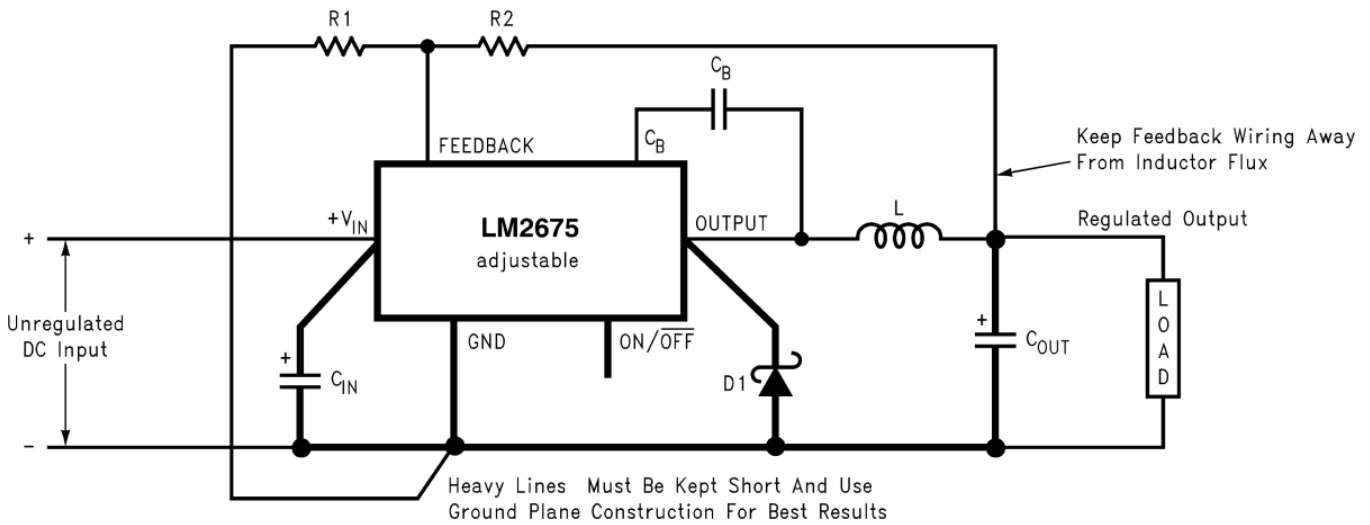 R1
R2
C_B
FEEDBACK
C_B
Keep Feedback Wiring Away
From Inductor Flux
+V_IN
LM2675
adjustable
OUTPUT
L
Regulated Output
+
Unregulated
DC Input
GND
ON/OFF
+
C_IN
D1
+
C_OUT
LOAD
−
Heavy Lines Must Be Kept Short And Use
Ground Plane Construction For Best Results